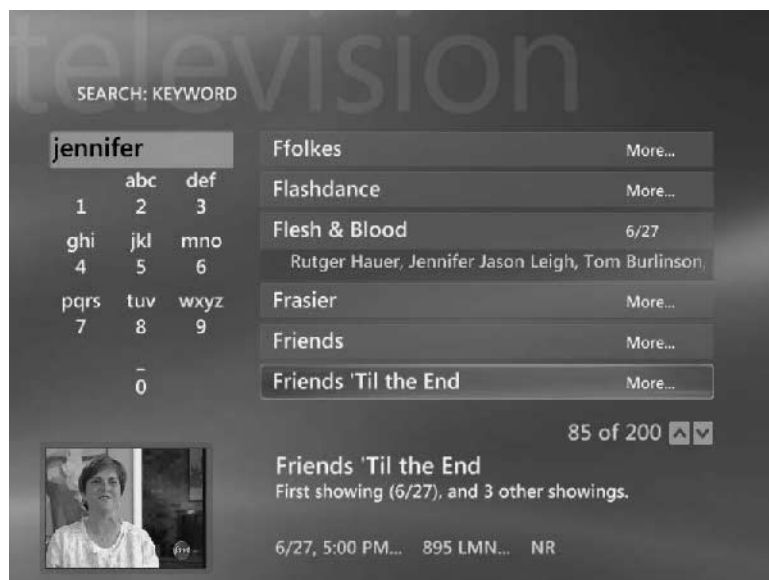 television
SEARCH: KEYWORD
jennifer
abc def
1 2 3
ghi jkl mno
4 5 6
pqrs tuv wxyz
7 8 9
_
0
Ffolkes More...
Flashdance More...
Flesh & Blood 6/27
Rutger Hauer, Jennifer Jason Leigh, Tom Burlinson,
Frasier More...
Friends More...
Friends 'Til the End More...
85 of 200
Friends 'Til the End
First showing (6/27), and 3 other showings.
6/27, 5:00 PM... 895 LMN... NR